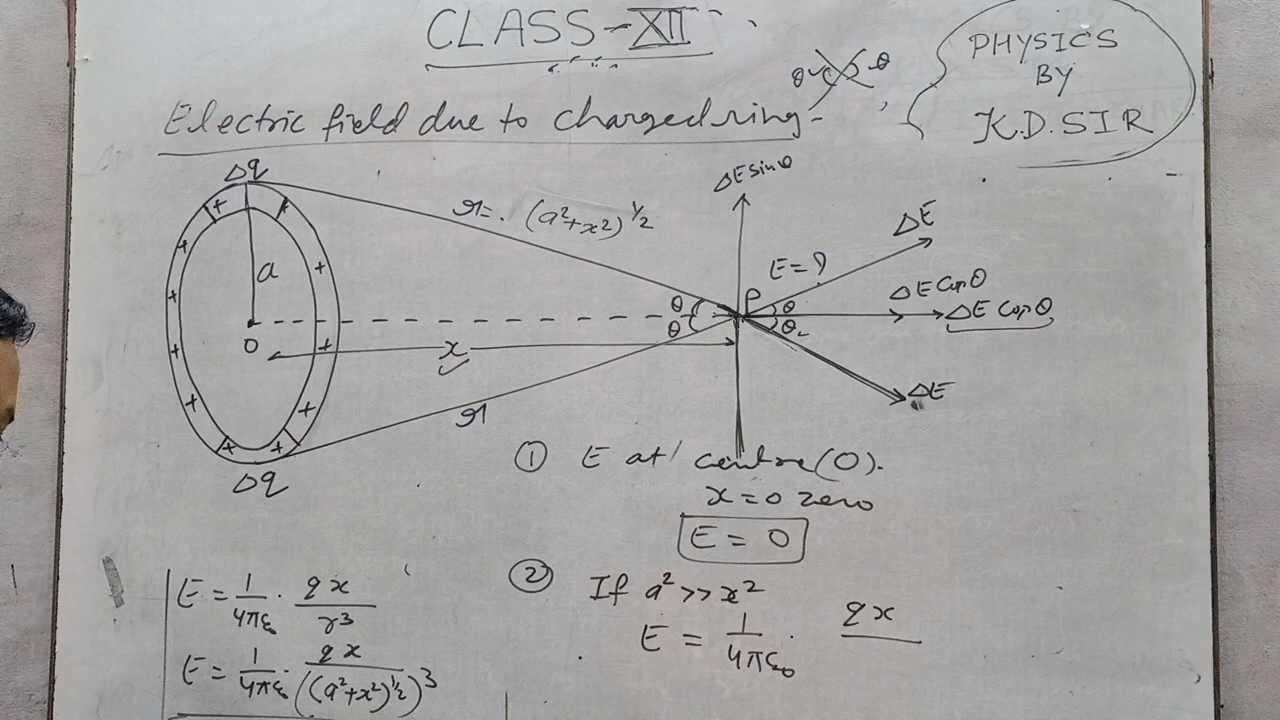 CLASS-XII
PHYSICS
BY
K.D.SIR
θ θ
Electric field due to charged ring-
Δq
ΔE sinθ
r=. (a²+x²)^½
ΔE
a
E=?
+ + + + + + + + + + +
θ P θ
ΔE Cosθ
ΔE Cosθ
θ θ
O
x
ΔE
r
Δq
① E at centre(O).
x=0 zero
E = 0
② If a²>>x²
E = 1/4πε₀ . qx
E = 1/4πε₀ . qx/r³
E = 1/4πε₀ . qx/((a²+x²)^½)³